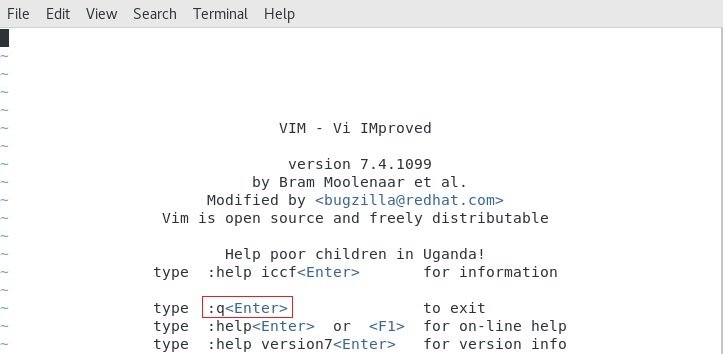 File Edit View Search Terminal Help
~
~
~
~
~
VIM - Vi IMproved
~
~
version 7.4.1099
~
by Bram Moolenaar et al.
~
Modified by <bugzilla@redhat.com>
~
Vim is open source and freely distributable
~
~
Help poor children in Uganda!
~
type :help iccf<Enter> for information
~
~
type :q<Enter> to exit
~
type :help<Enter> or <F1> for on-line help
~
type :help version7<Enter> for version info